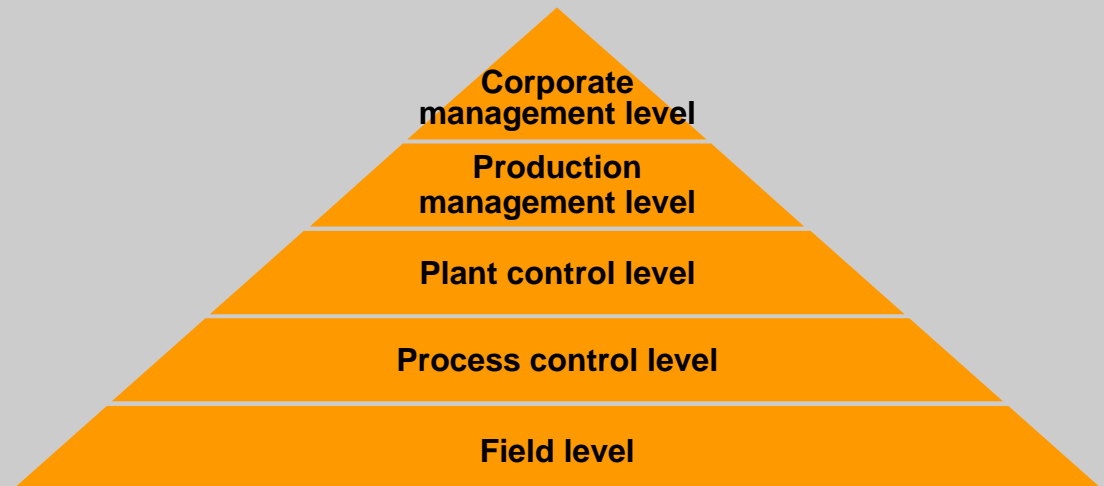 Corporate
management level
Production
management level
Plant control level
Process control level
Field level